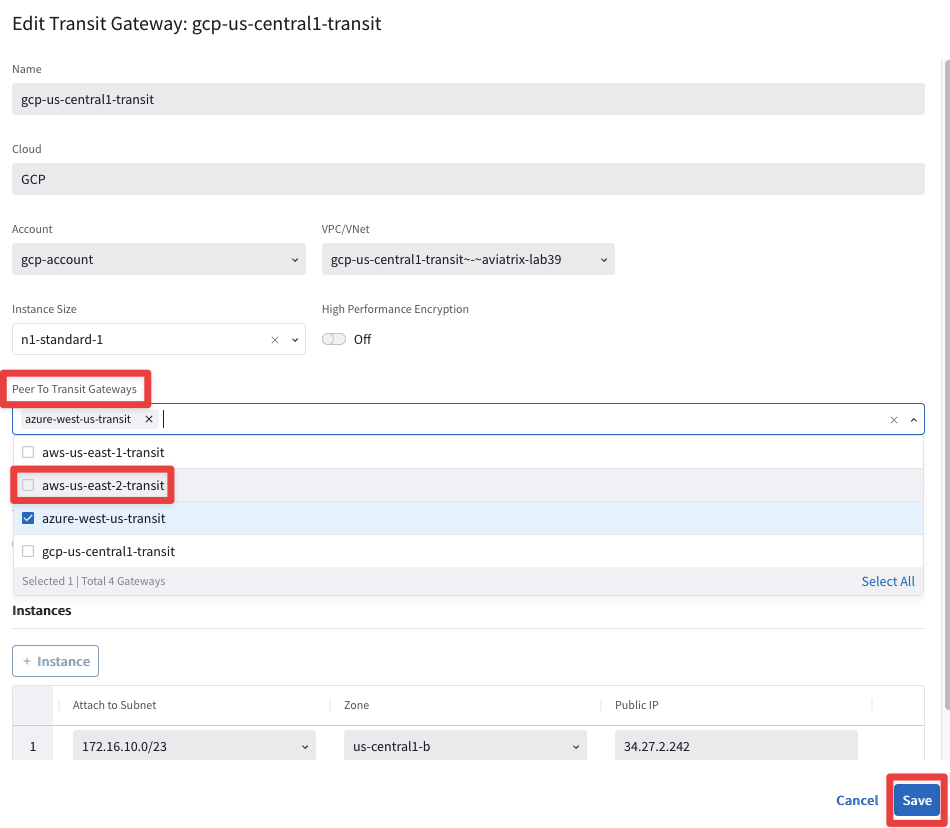 Edit Transit Gateway: gcp-us-central1-transit
Name
gcp-us-central1-transit
Cloud
GCP
Account VPC/VNet
gcp-account gcp-us-central1-transit~-~aviatrix-lab39
Instance Size High Performance Encryption
n1-standard-1 Off
Peer To Transit Gateways
azure-west-us-transit
aws-us-east-1-transit
aws-us-east-2-transit
azure-west-us-transit
gcp-us-central1-transit
Selected 1 | Total 4 Gateways Select All
Instances
+ Instance
Attach to Subnet Zone Public IP
1 172.16.10.0/23 us-central1-b 34.27.2.242
Cancel Save